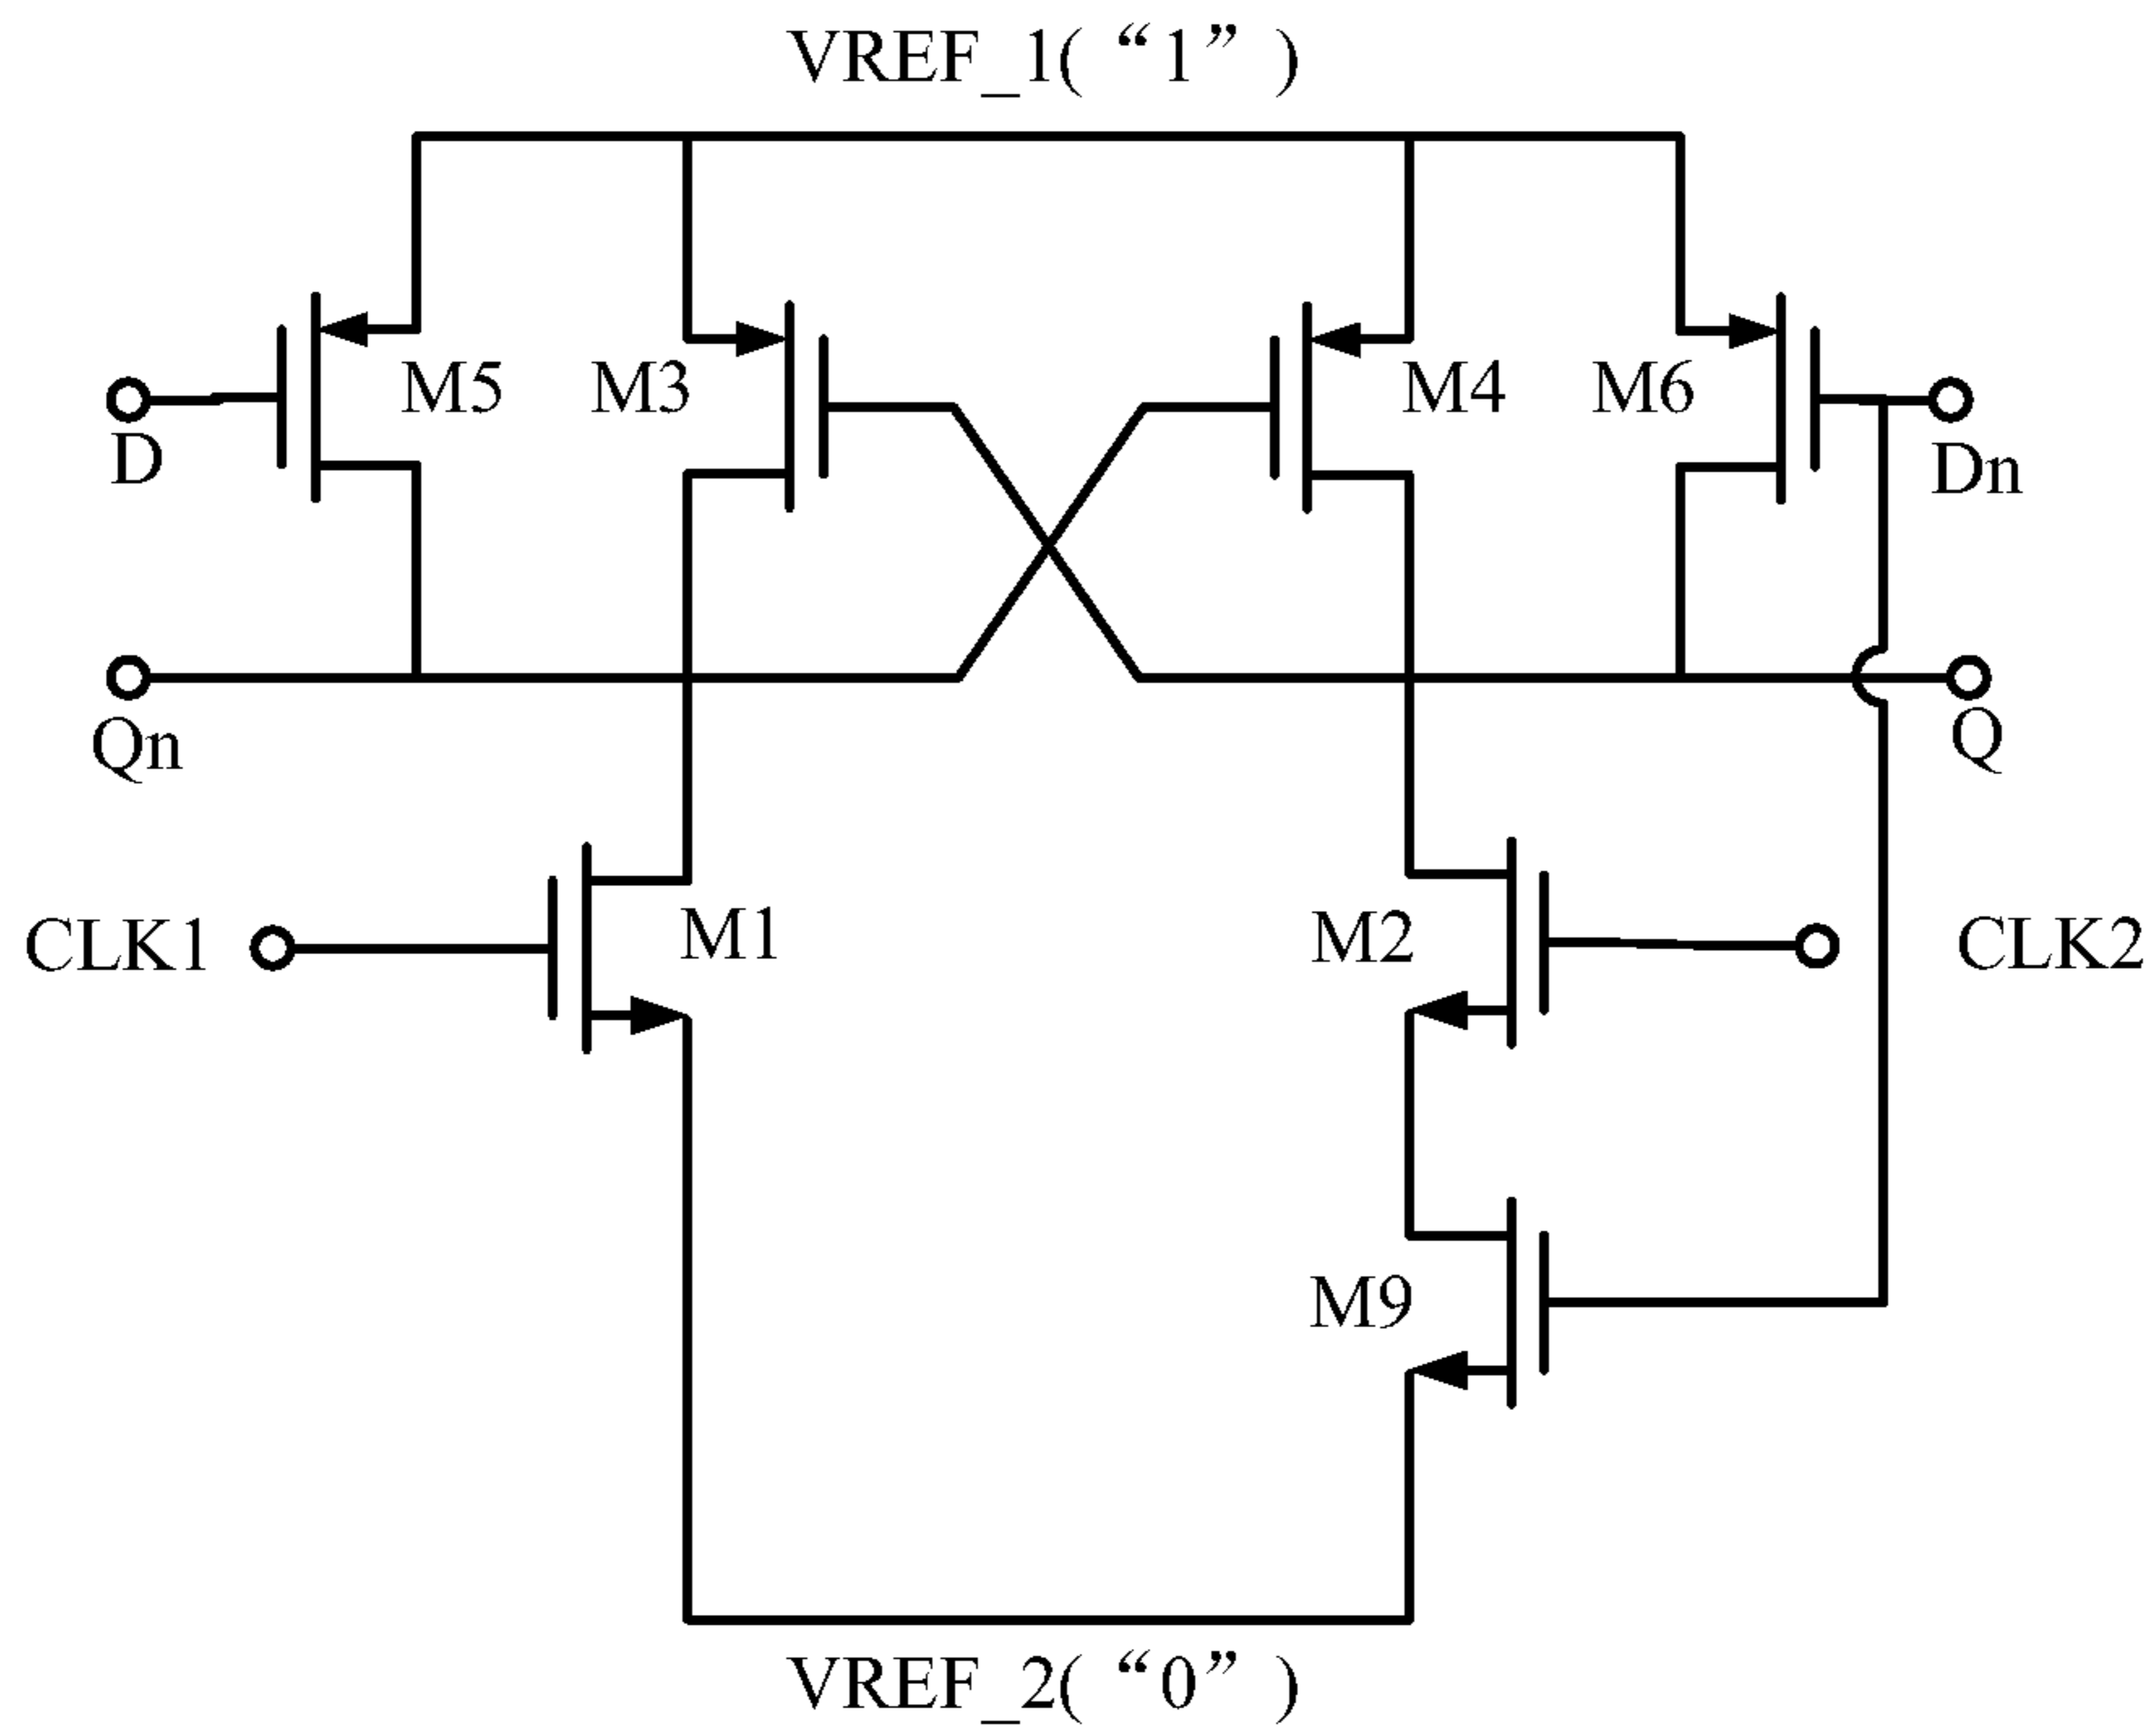 VREF_1( “1” )
M5 M3 M4 M6
D Dn
Qn Q
CLK1 M1 M2 CLK2
M9
VREF_2( “0” )